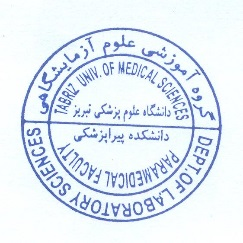 گروه آموزشی علوم آزمایشگاهی
TABRIZ UNIV. OF MEDICAL SCIENCES
دانشگاه علوم پزشکی تبریز
دانشکده پیراپزشکی
PARAMEDICAL FACULTY
DEPT. OF LABORATORY SCIENCES